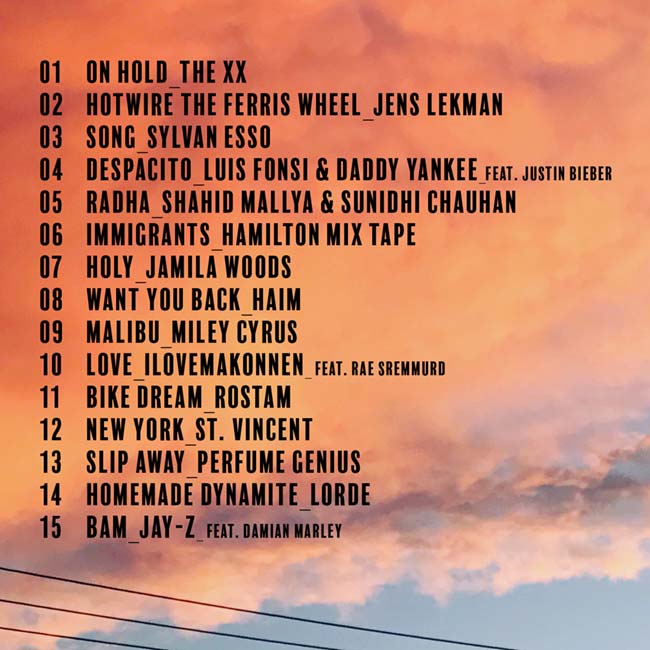 01 ON HOLD_THE XX
02 HOTWIRE THE FERRIS WHEEL_JENS LEKMAN
03 SONG_SYLVAN ESSO
04 DESPACITO_LUIS FONSI & DADDY YANKEE_FEAT. JUSTIN BIEBER
05 RADHA_SHAHID MALLYA & SUNIDHI CHAUHAN
06 IMMIGRANTS_HAMILTON MIX TAPE
07 HOLY_JAMILA WOODS
08 WANT YOU BACK_HAIM
09 MALIBU_MILEY CYRUS
10 LOVE_ILOVEMAKONNEN_FEAT. RAE SREMMURD
11 BIKE DREAM_ROSTAM
12 NEW YORK_ST. VINCENT
13 SLIP AWAY_PERFUME GENIUS
14 HOMEMADE DYNAMITE_LORDE
15 BAM_JAY-Z_FEAT. DAMIAN MARLEY